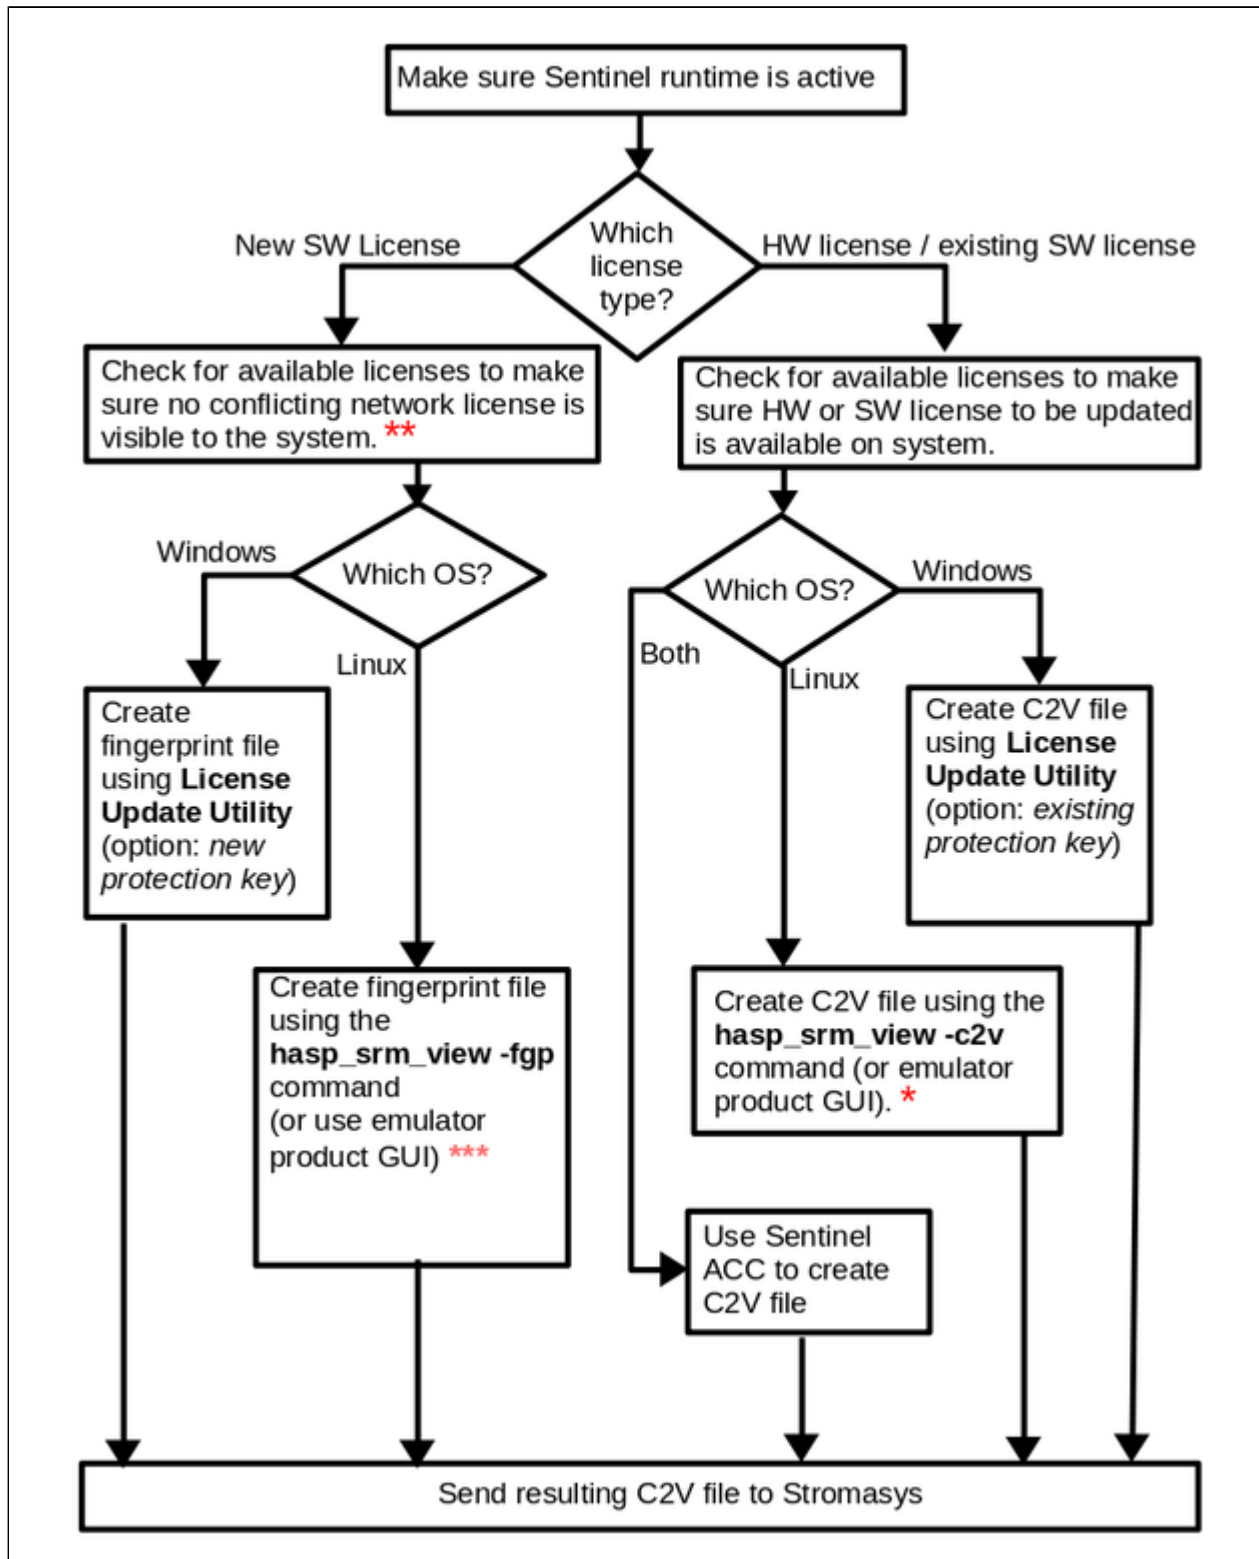 Make sure Sentinel runtime is active
Which
license
type?
New SW License
HW license / existing SW license
Check for available licenses to make
sure no conflicting network license is
visible to the system. **
Check for available licenses to make
sure HW or SW license to be updated
is available on system.
Windows
Which OS?
Linux
Which OS?
Windows
Both
Linux
Create
fingerprint file
using License
Update Utility
(option: new
protection key)
Create C2V file
using License
Update Utility
(option: existing
protection key)
Create fingerprint file
using the
hasp_srm_view -fgp
command
(or use emulator
product GUI) ***
Create C2V file using the
hasp_srm_view -c2v
command (or emulator
product GUI). *
Use Sentinel
ACC to create
C2V file
Send resulting C2V file to Stromasys